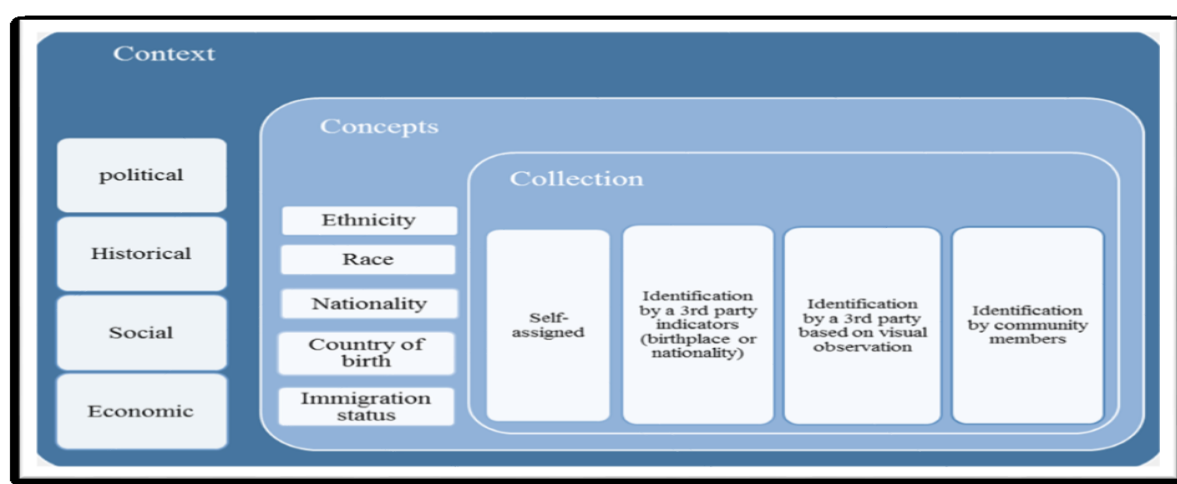 Context
political
Historical
Social
Economic
Concepts
Ethnicity
Race
Nationality
Country of
birth
Immigration
status
Collection
Self-
assigned
Identification
by a 3rd party
indicators
(birthplace or
nationality)
Identification
by a 3rd party
based on visual
observation
Identification
by community
members